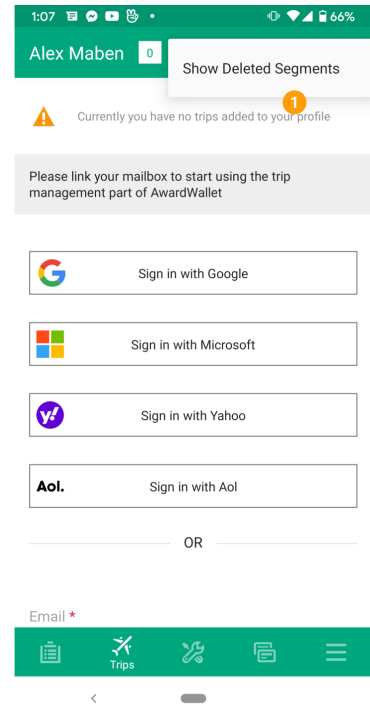 1:07 66%
Alex Maben 0
Show Deleted Segments
1
Currently you have no trips added to your profile
Please link your mailbox to start using the trip
management part of AwardWallet
Sign in with Google
Sign in with Microsoft
y! Sign in with Yahoo
Aol. Sign in with Aol
OR
Email *
Trips